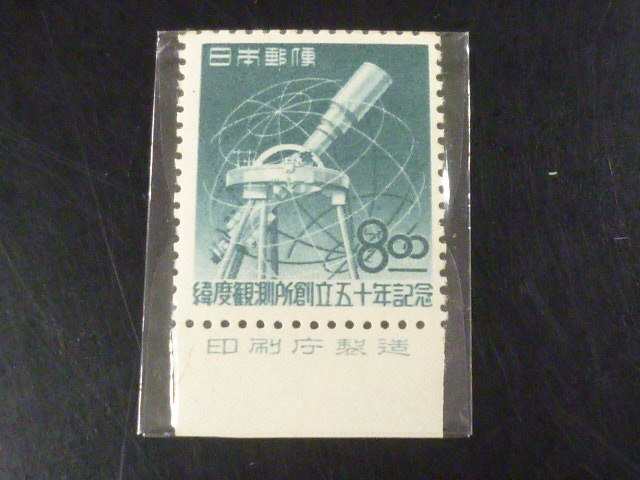 日本郵便
8.00
緯度観測所創立五十年記念
印刷庁製造